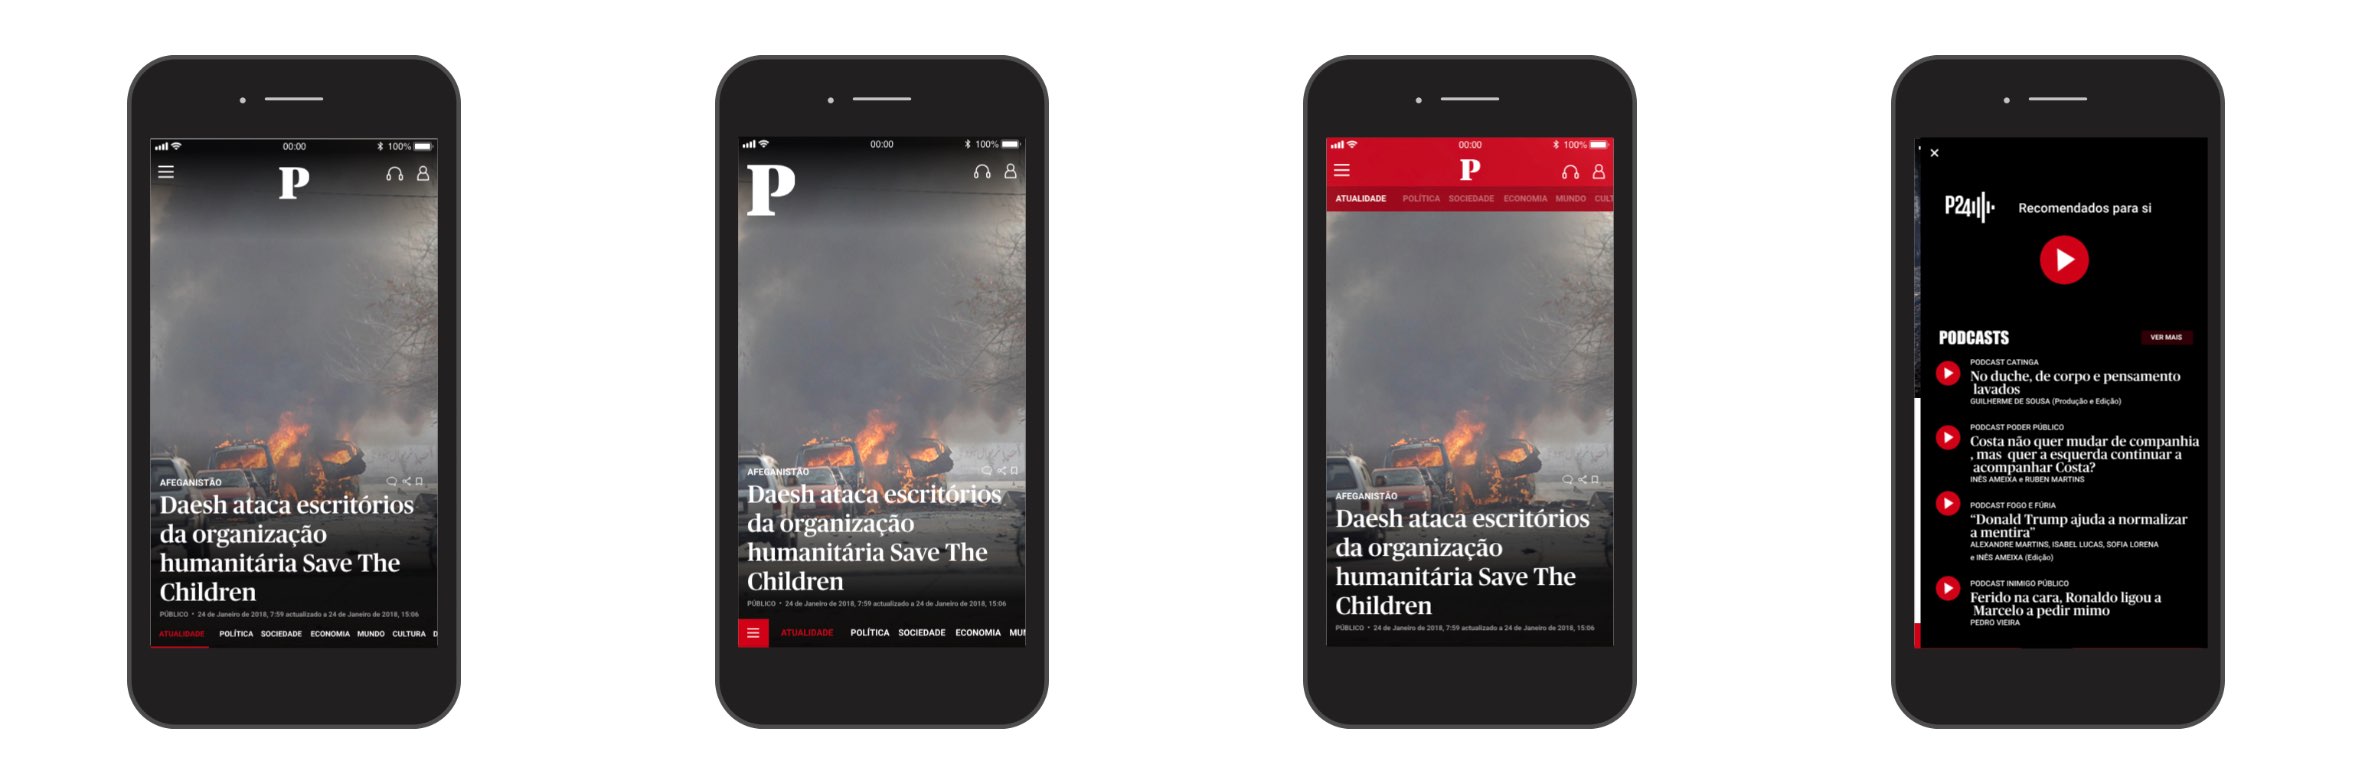 00:00
100%
P
AFEGANISTÃO
Daesh ataca escritórios
da organização
humanitária Save The
Children
PÚBLICO • 24 de Janeiro de 2018, 7:59 actualizado a 24 de Janeiro de 2018, 15:06
ATUALIDADE POLÍTICA SOCIEDADE ECONOMIA MUNDO CULTURA D
00:00
100%
P
AFEGANISTÃO
Daesh ataca escritórios
da organização
humanitária Save The
Children
PÚBLICO • 24 de Janeiro de 2018, 7:59 actualizado a 24 de Janeiro de 2018, 15:06
ATUALIDADE POLÍTICA SOCIEDADE ECONOMIA MUI
00:00
100%
P
ATUALIDADE POLÍTICA SOCIEDADE ECONOMIA MUNDO CULT
AFEGANISTÃO
Daesh ataca escritórios
da organização
humanitária Save The
Children
PÚBLICO • 24 de Janeiro de 2018, 7:59 actualizado a 24 de Janeiro de 2018, 15:06
P24 Recomendados para si
PODCASTS VER MAIS
PODCAST CATINGA
No duche, de corpo e pensamento
lavados
GUILHERME DE SOUSA (Produção e Edição)
PODCAST PODER PÚBLICO
Costa não quer mudar de companhia
, mas quer a esquerda continuar a
acompanhar Costa?
INÊS AMEIXA e RUBEN MARTINS
PODCAST FOGO E FÚRIA
“Donald Trump ajuda a normalizar
a mentira”
ALEXANDRE MARTINS, ISABEL LUCAS, SOFIA LORENA
e INÊS AMEIXA (Edição)
PODCAST INIMIGO PÚBLICO
Ferido na cara, Ronaldo ligou a
Marcelo a pedir mimo
PEDRO VIEIRA